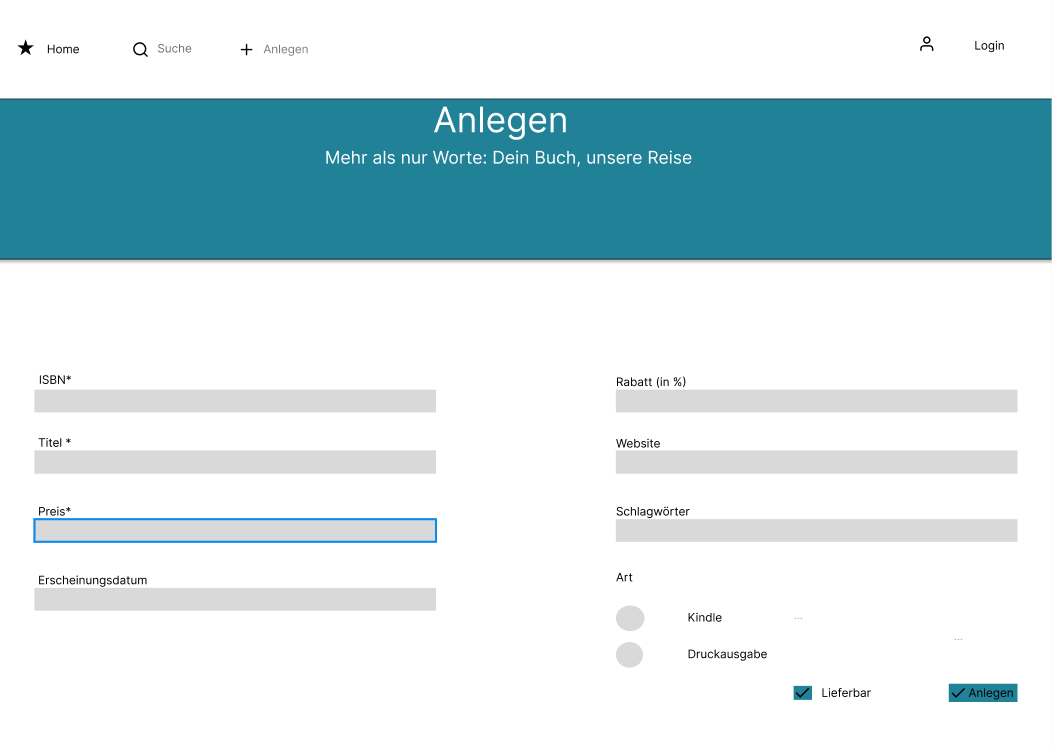 Home
Suche
Anlegen
Login
Anlegen
Mehr als nur Worte: Dein Buch, unsere Reise
ISBN*
Titel *
Preis*
Erscheinungsdatum
Rabatt (in %)
Website
Schlagwörter
Art
Kindle
...
...
Druckausgabe
Lieferbar
Anlegen